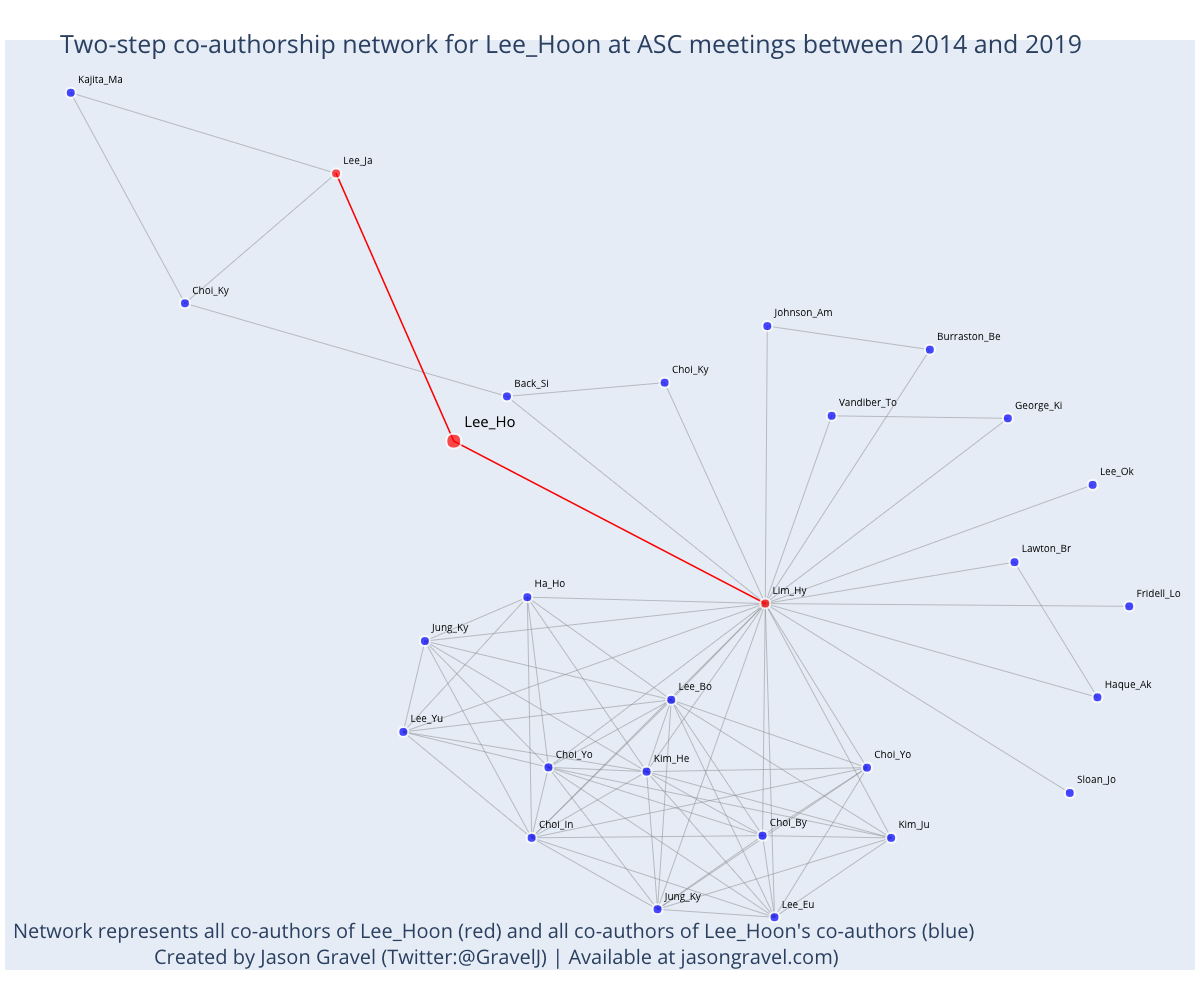 Two-step co-authorship network for Lee_Hoon at ASC meetings between 2014 and 2019
Kajita_Ma
Lee_Ja
Choi_Ky
Johnson_Am
Burraston_Be
Choi_Ky
Back_Si
Vandiber_To
George_Ki
Lee_Ho
Lee_Ok
Lawton_Br
Ha_Ho
Lim_Hy
Fridell_Lo
Jung_Ky
Lee_Bo
Haque_Ak
Lee_Yu
Choi_Yo
Kim_He
Choi_Yo
Sloan_Jo
Choi_In
Choi_By
Kim_Ju
Jung_Ky
Lee_Eu
Network represents all co-authors of Lee_Hoon (red) and all co-authors of Lee_Hoon's co-authors (blue)
Created by Jason Gravel (Twitter:@GravelJ) | Available at jasongravel.com)